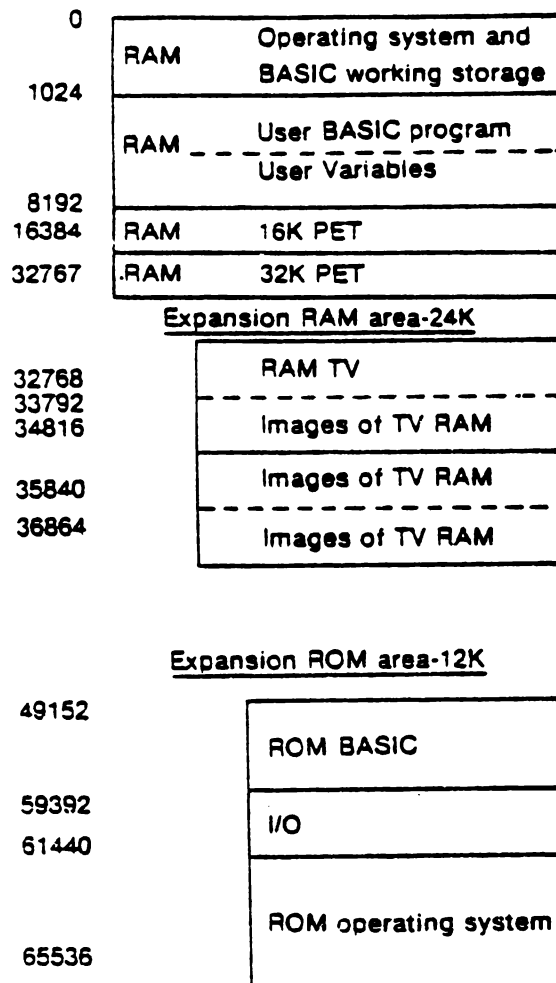 0
RAM Operating system and
BASIC working storage
1024
RAM User BASIC program
User Variables
8192
16384 RAM 16K PET
32767 RAM 32K PET
Expansion RAM area-24K
RAM TV
32768
33792
34816 Images of TV RAM
35840 Images of TV RAM
36864 Images of TV RAM
Expansion ROM area-12K
49152
ROM BASIC
59392
I/O
61440
ROM operating system
65536